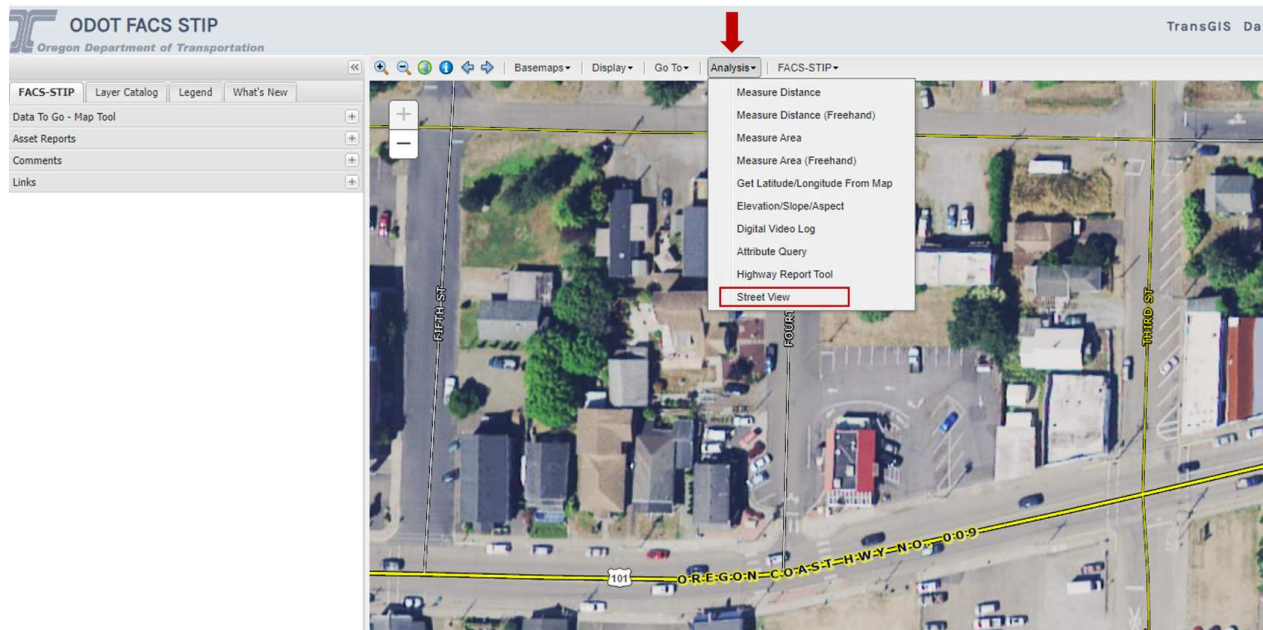 ODOT FACS STIP
Oregon Department of Transportation
TransGIS Da
Basemaps
Display
Go To
Analysis
FACS-STIP
FACS-STIP
Layer Catalog
Legend
What's New
Data To Go - Map Tool
Asset Reports
Comments
Links
Measure Distance
Measure Distance (Freehand)
Measure Area
Measure Area (Freehand)
Get Latitude/Longitude From Map
Elevation/Slope/Aspect
Digital Video Log
Attribute Query
Highway Report Tool
Street View
FIFTH ST
FOURT
THIRD ST
101
OREGON COAST HWY NO. 009